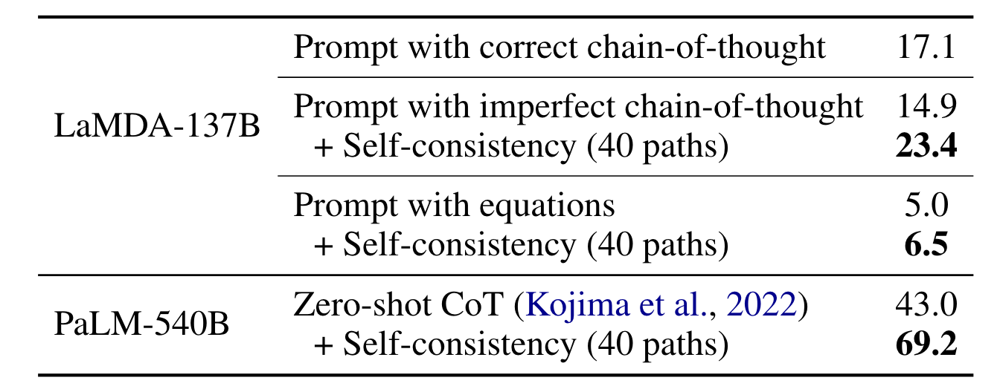 Prompt with correct chain-of-thought 17.1
LaMDA-137B
Prompt with imperfect chain-of-thought 14.9
+ Self-consistency (40 paths) 23.4
Prompt with equations 5.0
+ Self-consistency (40 paths) 6.5
PaLM-540B
Zero-shot CoT (Kojima et al., 2022) 43.0
+ Self-consistency (40 paths) 69.2